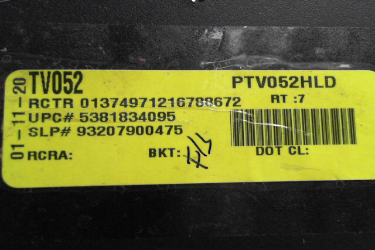 01-11-20
TV052 PTV052HLD
RCTR 01374971216788672 RT :7
UPC# 5381834095
SLP# 93207900475
RCRA: BKT: DOT CL: